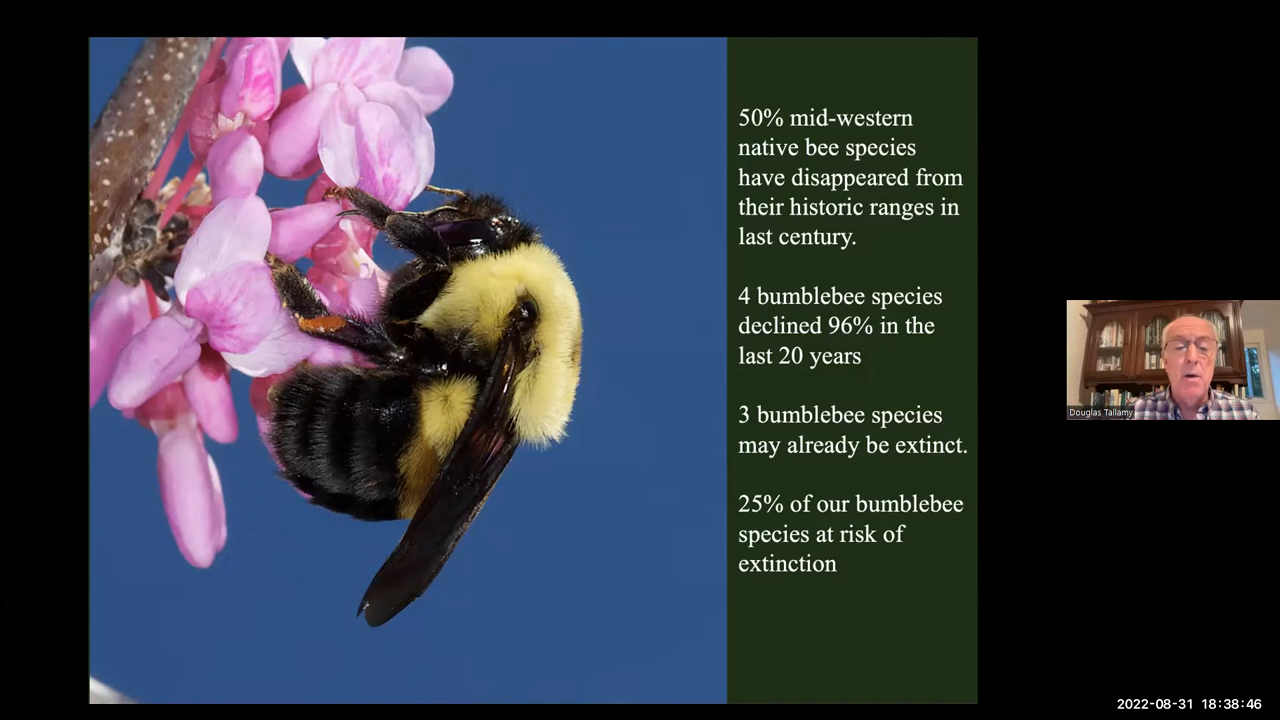 50% mid-western
native bee species
have disappeared from
their historic ranges in
last century.
4 bumblebee species
declined 96% in the
last 20 years
3 bumblebee species
may already be extinct.
25% of our bumblebee
species at risk of
extinction
Douglas Tallamy
2022-08-31 18:38:46